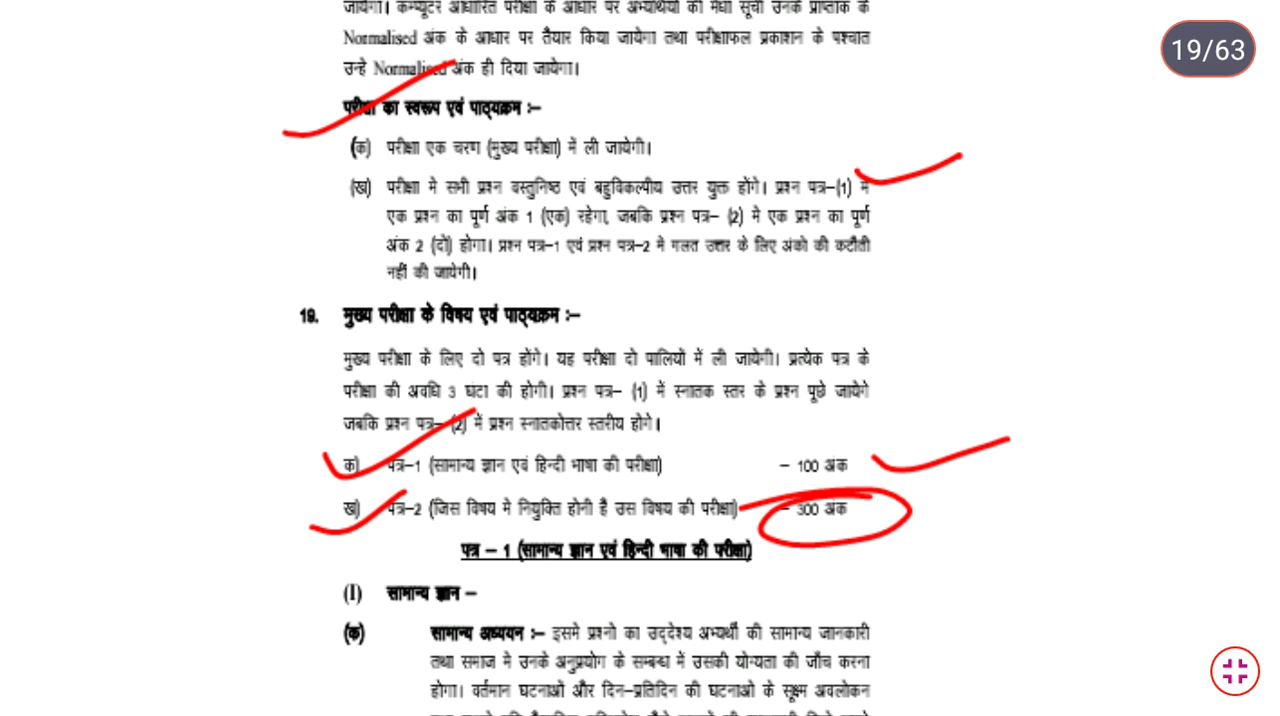 जायेगा। कम्प्यूटर आधारित परीक्षा के आधार पर अभ्यर्थियों की मेधा सूची उनके प्राप्तांक के
19/63
Normalised अंक के आधार पर तैयार किया जायेगा तथा परीक्षाफल प्रकाशन के पश्चात
उन्हे Normalised अंक ही दिया जायेगा।
परीक्षा का स्वरूप एवं पाठ्यक्रम :–
(क) परीक्षा एक चरण (मुख्य परीक्षा) में ली जायेगी।
(ख) परीक्षा मे सभी प्रश्न वस्तुनिष्ठ एवं बहुविकल्पीय उत्तर युक्त होंगे। प्रश्न पत्र–(1) मे
एक प्रश्न का पूर्ण अंक 1 (एक) रहेगा, जबकि प्रश्न पत्र– (2) मे एक प्रश्न का पूर्ण
अंक 2 (दो) होगा। प्रश्न पत्र–1 एवं प्रश्न पत्र–2 मे गलत उत्तर के लिए अंको की कटौती
नहीं की जायेगी।
19. मुख्य परीक्षा के विषय एवं पाठ्यक्रम :–
मुख्य परीक्षा के लिए दो पत्र होंगे। यह परीक्षा दो पालियों में ली जायेगी। प्रत्येक पत्र के
परीक्षा की अवधि 3 घंटा की होगी। प्रश्न पत्र– (1) में स्नातक स्तर के प्रश्न पूछे जायेगे
जबकि प्रश्न पत्र– (2) में प्रश्न स्नातकोत्तर स्तरीय होगे।
क) पत्र–1 (सामान्य ज्ञान एवं हिन्दी भाषा की परीक्षा) – 100 अंक
ख) पत्र–2 (जिस विषय मे नियुक्ति होनी है उस विषय की परीक्षा) – 300 अंक
पत्र – 1 (सामान्य ज्ञान एवं हिन्दी भाषा की परीक्षा)
(I) सामान्य ज्ञान –
(क) सामान्य अध्ययन :– इसमे प्रश्नो का उद्देश्य अभ्यर्थी की सामान्य जानकारी
तथा समाज मे उनके अनुप्रयोग के सम्बन्ध में उसकी योग्यता की जाँच करना
होगा। वर्तमान घटनाओं और दिन–प्रतिदिन की घटनाओ के सूक्ष्म अवलोकन